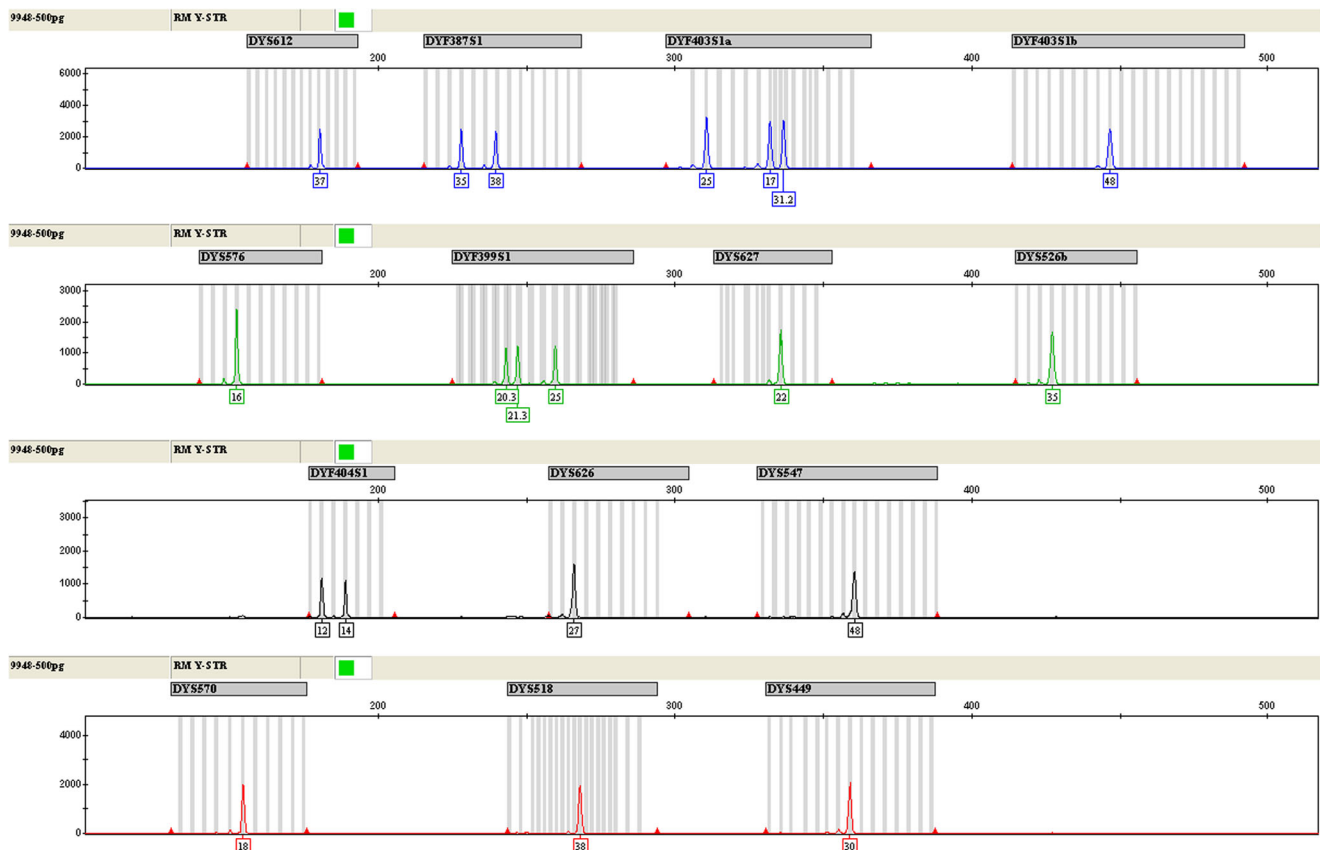 9948-500pg RM Y-STR
DYS612 DYF387S1 DYF403S1a DYF403S1b
200 300 400 500
6000
4000
2000
0
37 35 38 25 17 48
31.2
9948-500pg RM Y-STR
DYS576 DYF399S1 DYS627 DYS526b
200 300 400 500
3000
2000
1000
0
16 20.3 25 22 35
21.3
9948-500pg RM Y-STR
DYF404S1 DYS626 DYS547
200 300 400 500
3000
2000
1000
0
12 14 27 48
9948-500pg RM Y-STR
DYS570 DYS518 DYS449
200 300 400 500
4000
2000
0
18 38 30